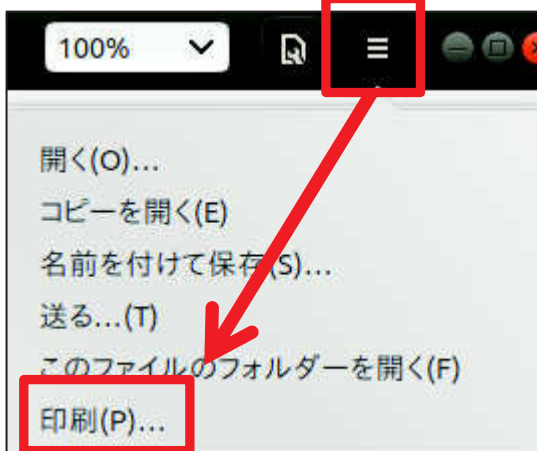 100%
開く(O)...
コピーを開く(E)
名前を付けて保存(S)...
送る...(T)
このファイルのフォルダーを開く(F)
印刷(P)...